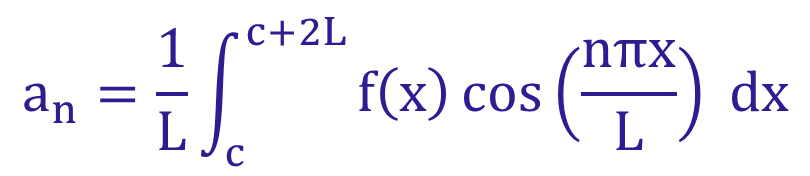 aₙ = 1/L ∫_c^{c+2L} f(x) cos (nπx/L) dx